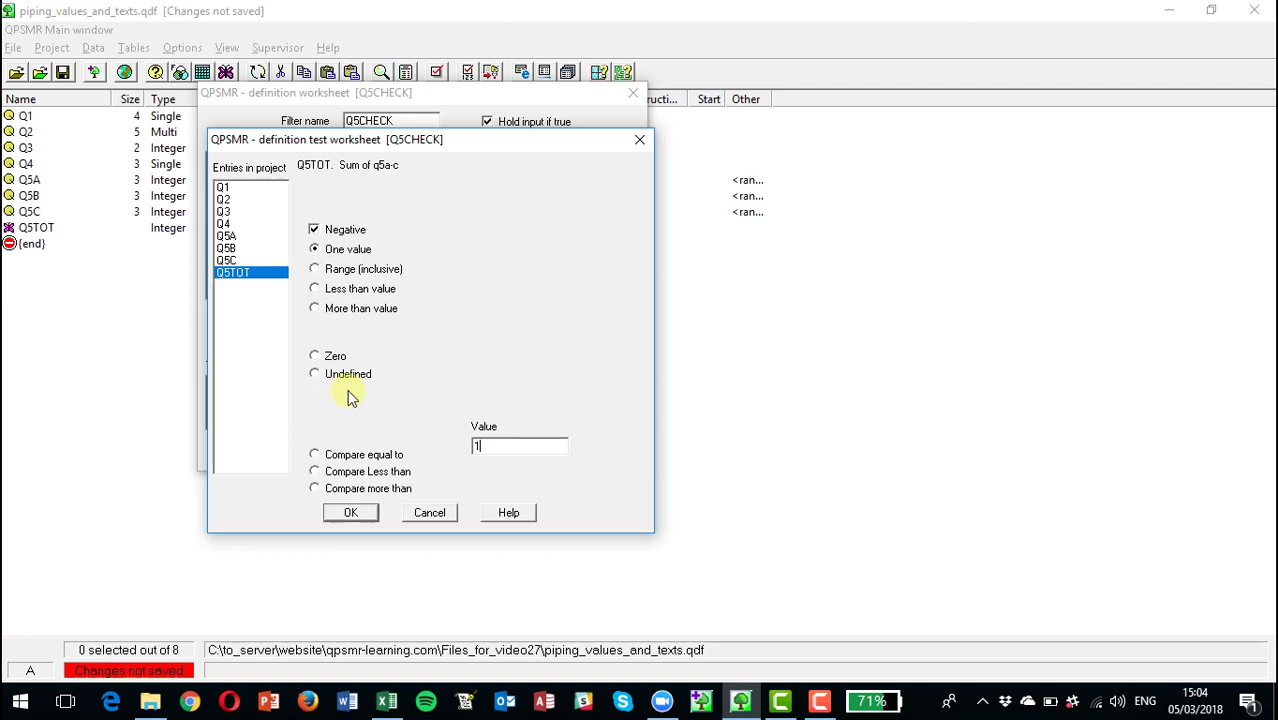 piping_values_and_texts.qdf [Changes not saved]
QPSMR Main window
File Project Data Tables Options View Supervisor Help
Name Size Type ructi... Start Other
QPSMR - definition worksheet [Q5CHECK]
Filter name Q5CHECK Hold input if true
Q1 4 Single
Q2 5 Multi
Q3 2 Integer
Q4 3 Single
Q5A 3 Integer <ran...
Q5B 3 Integer <ran...
Q5C 3 Integer <ran...
Q5TOT Integer
{end}
QPSMR - definition test worksheet [Q5CHECK]
Entries in project
Q5TOT. Sum of q5a-c
Q1
Q2
Q3
Q4
Q5A
Q5B
Q5C
Q5TOT
Negative
One value
Range (inclusive)
Less than value
More than value
Zero
Undefined
Value
1
Compare equal to
Compare Less than
Compare more than
OK Cancel Help
0 selected out of 8 C:\to_server\website\qpsmr-learning.com\Files_for_video27\piping_values_and_texts.qdf
A Changes not saved
71% ENG 15:04
05/03/2018
1